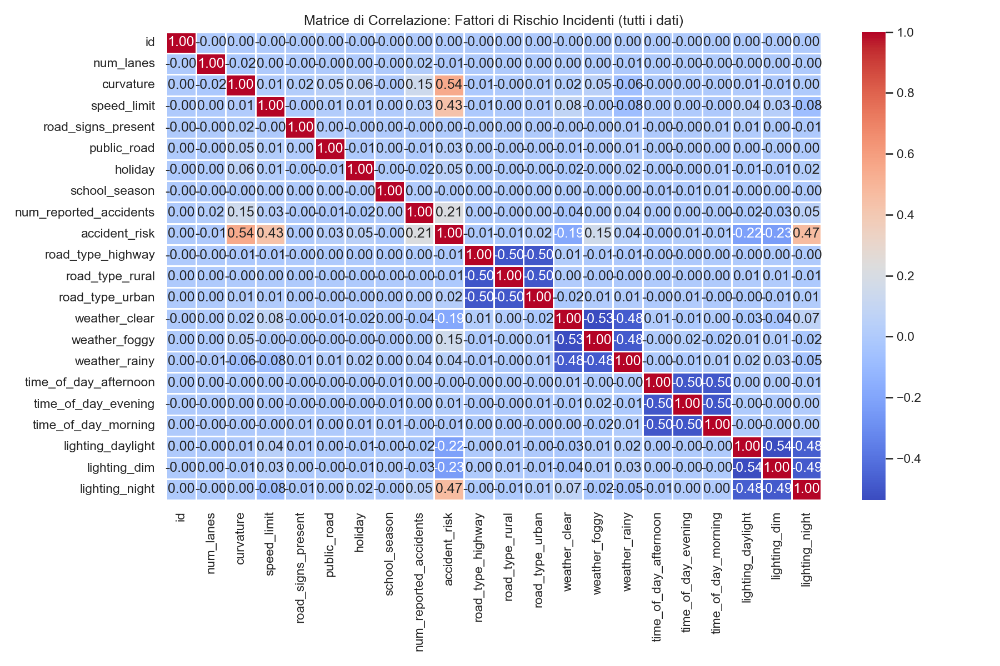 Matrice di Correlazione: Fattori di Rischio Incidenti (tutti i dati)
id 1.00 -0.00 0.00 -0.00 -0.00 0.00 -0.00 -0.00 0.00 0.00 -0.00 0.00 0.00 -0.00 0.00 0.00 0.00 -0.00 0.00 0.00 -0.00 0.00
num_lanes -0.00 1.00 -0.02 0.00 -0.00 -0.00 0.00 -0.00 0.02 -0.01 -0.00 0.00 0.00 0.00 0.00 -0.01 0.00 -0.00 -0.00 -0.00 0.00 -0.00
curvature 0.00 -0.02 1.00 0.01 0.02 0.05 0.06 -0.00 0.15 0.54 -0.01 -0.00 0.01 0.02 0.05 -0.06 -0.00 0.00 -0.00 0.01 -0.01 0.00
speed_limit -0.00 0.00 0.01 1.00 -0.00 0.01 0.01 0.00 0.03 0.43 -0.01 0.00 0.01 0.08 -0.00 -0.08 0.00 0.00 -0.00 0.04 0.03 -0.08
road_signs_present -0.00 -0.00 0.02 -0.00 1.00 0.00 -0.00 0.00 -0.00 0.00 -0.00 0.00 0.00 -0.00 -0.00 0.01 -0.00 -0.00 0.01 0.01 0.00 -0.01
public_road 0.00 -0.00 0.05 0.01 0.00 1.00 -0.01 0.00 -0.01 0.03 0.00 -0.00 -0.00 -0.01 -0.00 0.01 -0.00 -0.00 0.00 0.00 -0.00 0.00
holiday -0.00 0.00 0.06 0.01 -0.00 -0.01 1.00 -0.00 -0.02 0.05 0.00 -0.00 -0.00 -0.02 -0.00 0.02 -0.00 -0.00 0.01 -0.01 -0.01 0.02
school_season -0.00 -0.00 -0.00 0.00 0.00 0.00 -0.00 1.00 0.00 -0.00 0.00 -0.00 0.00 0.00 -0.00 0.00 -0.01 -0.01 0.01 -0.00 0.00 -0.00
num_reported_accidents 0.00 0.02 0.15 0.03 -0.00 -0.01 -0.02 0.00 1.00 0.21 0.00 -0.00 0.00 -0.04 0.00 0.04 0.00 0.00 -0.00 -0.02 -0.03 0.05
accident_risk 0.00 -0.01 0.54 0.43 0.00 0.03 0.05 -0.00 0.21 1.00 -0.01 -0.01 0.02 -0.19 0.15 0.04 -0.00 0.01 -0.01 -0.22 -0.23 0.47
road_type_highway -0.00 -0.00 -0.01 -0.01 -0.00 0.00 0.00 0.00 0.00 -0.01 1.00 -0.50 -0.50 0.01 -0.01 -0.01 -0.00 -0.00 0.00 -0.00 0.00 -0.00
road_type_rural 0.00 0.00 -0.00 0.00 0.00 -0.00 -0.00 -0.00 -0.00 -0.01 -0.50 1.00 -0.50 0.00 -0.00 -0.00 0.00 -0.00 0.00 0.01 0.01 -0.01
road_type_urban 0.00 0.00 0.01 0.01 0.00 -0.00 -0.00 0.00 0.00 0.02 -0.50 -0.50 1.00 -0.02 0.01 0.01 -0.00 0.01 -0.00 -0.00 -0.01 0.01
weather_clear -0.00 0.00 0.02 0.08 -0.00 -0.01 -0.02 0.00 -0.04 -0.19 0.01 0.00 -0.02 1.00 -0.53 -0.48 0.01 -0.01 0.00 -0.03 -0.04 0.07
weather_foggy 0.00 0.00 0.05 -0.00 -0.00 -0.00 -0.00 -0.00 0.00 0.15 -0.01 -0.00 0.01 -0.53 1.00 -0.48 -0.00 0.02 -0.02 0.01 0.01 -0.02
weather_rainy 0.00 -0.01 -0.06 -0.08 0.01 0.01 0.02 0.00 0.04 0.04 -0.01 -0.00 0.01 -0.48 -0.48 1.00 -0.00 -0.01 0.01 0.02 0.03 -0.05
time_of_day_afternoon 0.00 0.00 -0.00 0.00 -0.00 -0.00 -0.00 -0.01 0.00 -0.00 -0.00 0.00 -0.00 0.01 -0.00 -0.00 1.00 -0.50 -0.50 0.00 0.00 -0.01
time_of_day_evening -0.00 -0.00 0.00 0.00 -0.00 -0.00 -0.00 -0.01 0.00 0.01 -0.00 -0.00 0.01 -0.01 0.02 -0.01 -0.50 1.00 -0.50 -0.00 -0.00 0.00
time_of_day_morning 0.00 -0.00 -0.00 -0.00 0.01 0.00 0.01 0.01 -0.00 -0.01 0.00 0.00 -0.00 0.00 -0.02 0.01 -0.50 -0.50 1.00 -0.00 -0.00 0.00
lighting_daylight 0.00 -0.00 0.01 0.04 0.01 0.00 -0.01 -0.00 -0.02 -0.22 -0.00 0.01 -0.00 -0.03 0.01 0.02 0.00 -0.00 -0.00 1.00 -0.54 -0.48
lighting_dim -0.00 0.00 -0.01 0.03 0.00 -0.00 -0.01 0.00 -0.03 -0.23 0.00 0.01 -0.01 -0.04 0.01 0.03 0.00 -0.00 -0.00 -0.54 1.00 -0.49
lighting_night 0.00 -0.00 0.00 -0.08 -0.01 0.00 0.02 -0.00 0.05 0.47 -0.00 -0.01 0.01 0.07 -0.02 -0.05 -0.01 0.00 0.00 -0.48 -0.49 1.00
id
num_lanes
curvature
speed_limit
road_signs_present
public_road
holiday
school_season
num_reported_accidents
accident_risk
road_type_highway
road_type_rural
road_type_urban
weather_clear
weather_foggy
weather_rainy
time_of_day_afternoon
time_of_day_evening
time_of_day_morning
lighting_daylight
lighting_dim
lighting_night
1.0
0.8
0.6
0.4
0.2
0.0
−0.2
−0.4